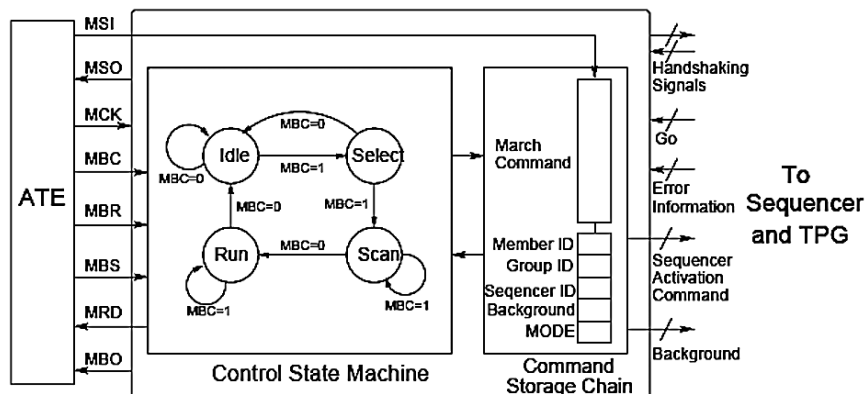 ATE
MSI
MSO
MCK
MBC
MBR
MBS
MRD
MBO
Idle
Select
Run
Scan
MBC=0
MBC=0
MBC=1
MBC=1
MBC=0
MBC=0
MBC=1
MBC=1
Control State Machine
March
Command
Member ID
Group ID
Seqencer ID
Background
MODE
Command
Storage Chain
Handshaking
Signals
Go
Error
Information
Sequencer
Activation
Command
Background
To
Sequencer
and TPG